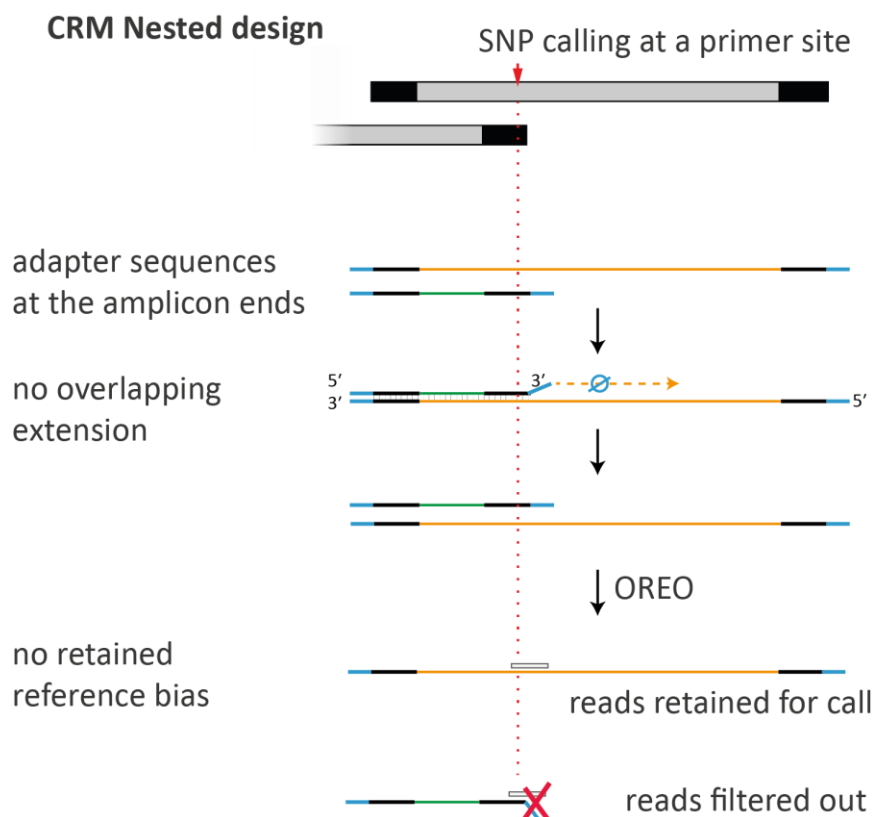 CRM Nested design
SNP calling at a primer site
adapter sequences
at the amplicon ends
no overlapping
extension
5’
3’
3’
5’
OREO
no retained
reference bias
reads retained for call
reads filtered out